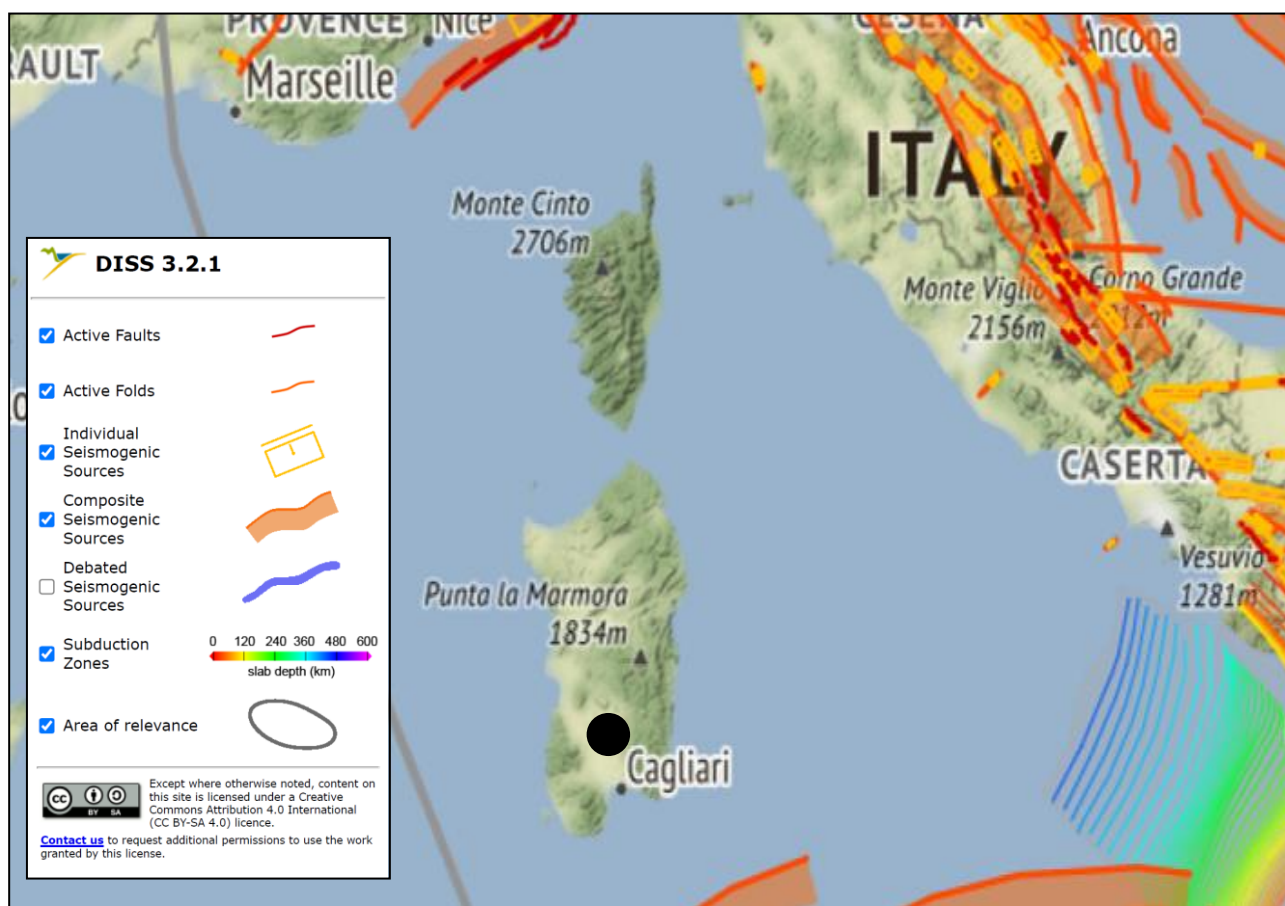 PROVENCE
Nice
CESENA
Ancona
RAULT
Marseille
ITALY
Monte Cinto
2706m
DISS 3.2.1
Corno Grande
Monte Viglio
2156m
Active Faults
Active Folds
Individual
Seismogenic
Sources
CASERTA
Composite
Seismogenic
Sources
Vesuvio
1281m
Debated
Seismogenic
Sources
Punta la Marmora
1834m
Subduction
Zones
0 120 240 360 480 600
slab depth (km)
Area of relevance
Cagliari
cc
BY SA
Except where otherwise noted, content on
this site is licensed under a Creative
Commons Attribution 4.0 International
(CC BY-SA 4.0) licence.
Contact us to request additional permissions to use the work
granted by this license.